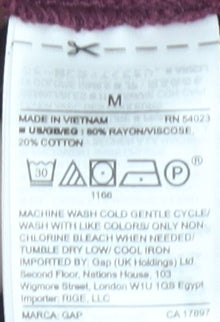 M
MADE IN VIETNAM RN 54023
US/GB/EG : 80% RAYON/VISCOSE,
20% COTTON
30 P ®
1166
MACHINE WASH COLD GENTLE CYCLE/
WASH WITH LIKE COLORS/ ONLY NON-
CHLORINE BLEACH WHEN NEEDED/
TUMBLE DRY LOW/ COOL IRON
IMPORTED BY: Gap (UK Holdings) Ltd
Second Floor, Nations House, 103
Wigmore Street, London W1U 1QS Egypt
Importer: RIGE, LLC
MARCA: GAP CA 17897